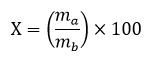 X = (mₐ/m_b) × 100